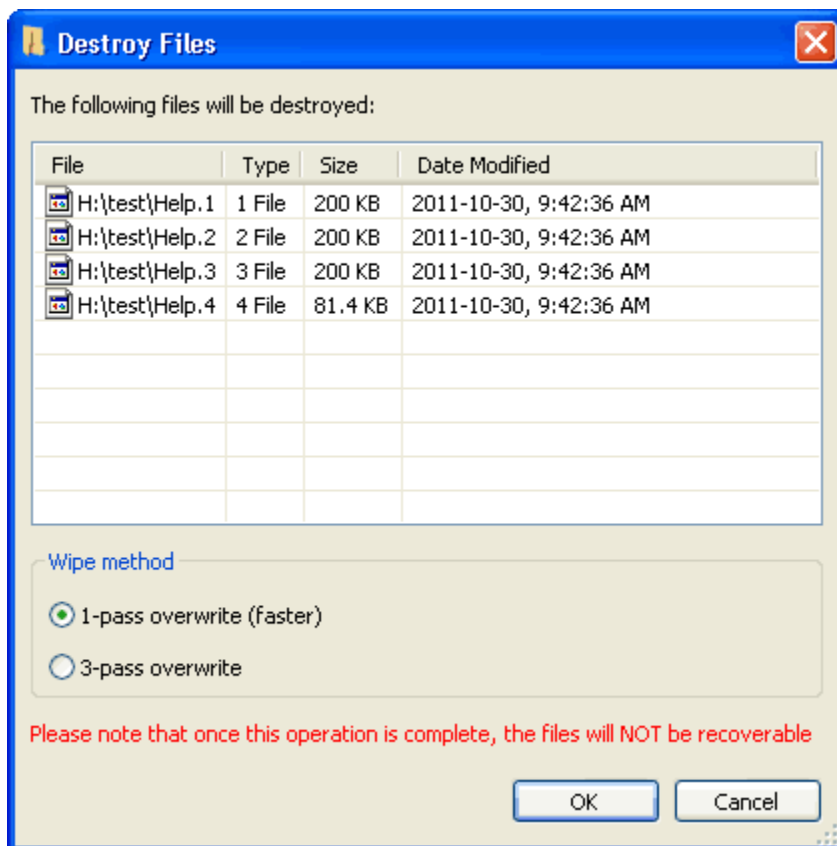 Destroy Files
The following files will be destroyed:
File Type Size Date Modified
H:\test\Help.1 1 File 200 KB 2011-10-30, 9:42:36 AM
H:\test\Help.2 2 File 200 KB 2011-10-30, 9:42:36 AM
H:\test\Help.3 3 File 200 KB 2011-10-30, 9:42:36 AM
H:\test\Help.4 4 File 81.4 KB 2011-10-30, 9:42:36 AM
Wipe method
1-pass overwrite (faster)
3-pass overwrite
Please note that once this operation is complete, the files will NOT be recoverable
OK Cancel